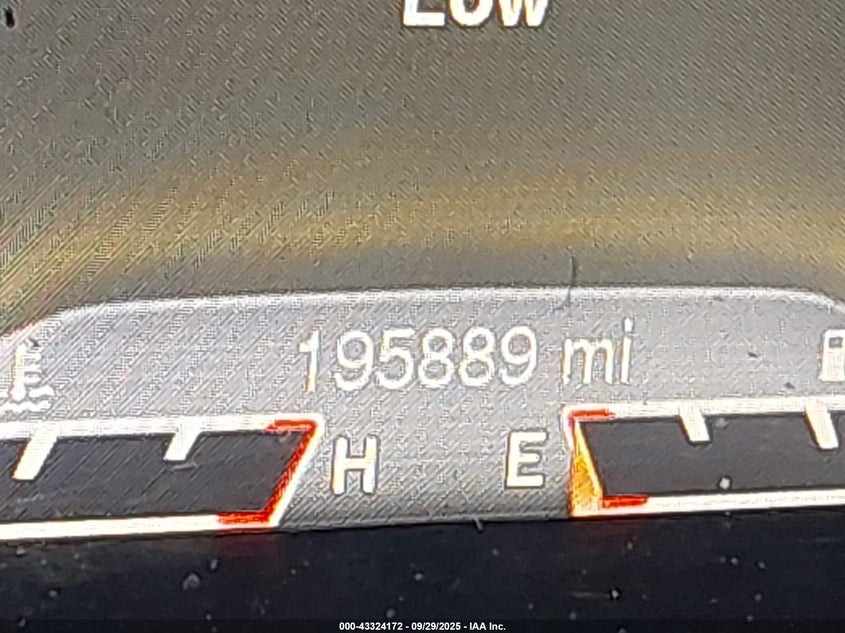 Low
195889 mi
H E
000-43324172 - 09/29/2025 - IAA Inc.